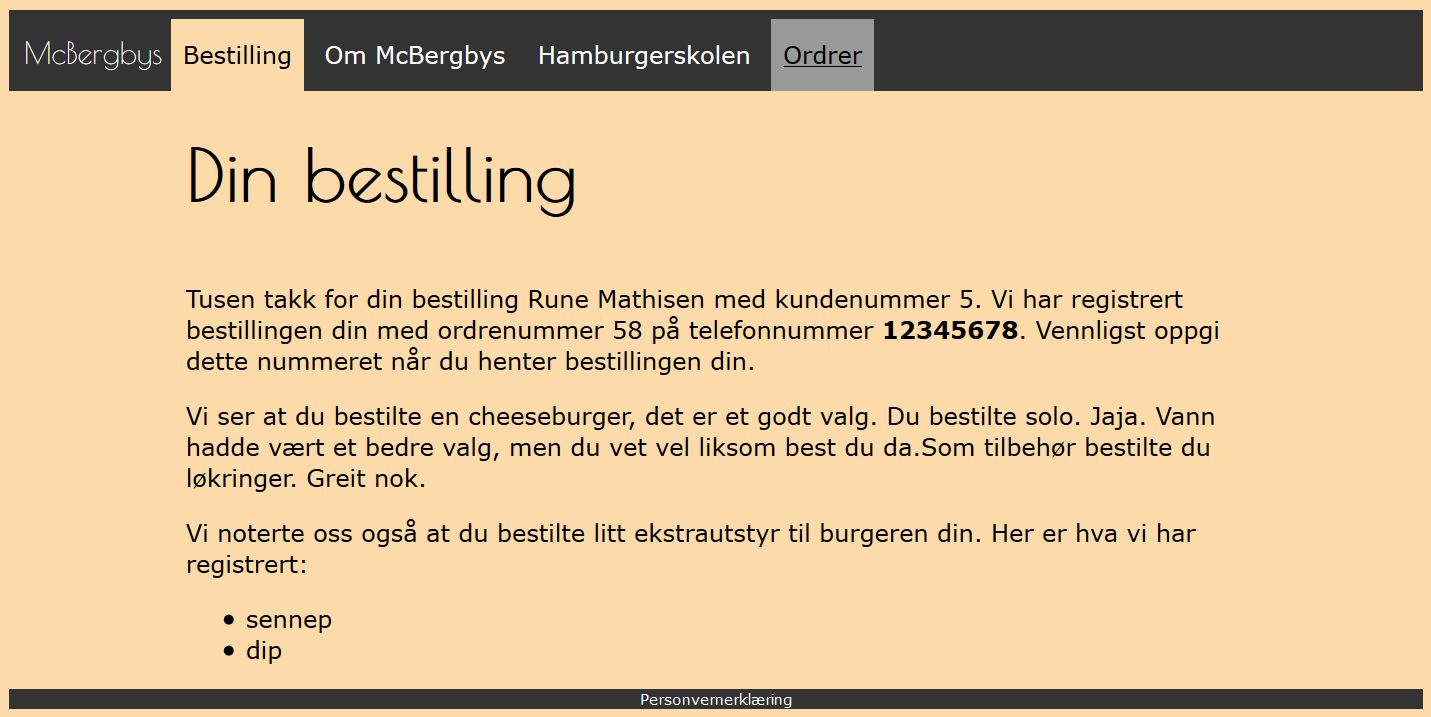 McBergbys Bestilling Om McBergbys Hamburgerskolen Ordrer
Din bestilling
Tusen takk for din bestilling Rune Mathisen med kundenummer 5. Vi har registrert
bestillingen din med ordrenummer 58 på telefonnummer 12345678. Vennligst oppgi
dette nummeret når du henter bestillingen din.
Vi ser at du bestilte en cheeseburger, det er et godt valg. Du bestilte solo. Jaja. Vann
hadde vært et bedre valg, men du vet vel liksom best du da.Som tilbehør bestilte du
løkringer. Greit nok.
Vi noterte oss også at du bestilte litt ekstrautstyr til burgeren din. Her er hva vi har
registrert:
• sennep
• dip
Personvernerklæring